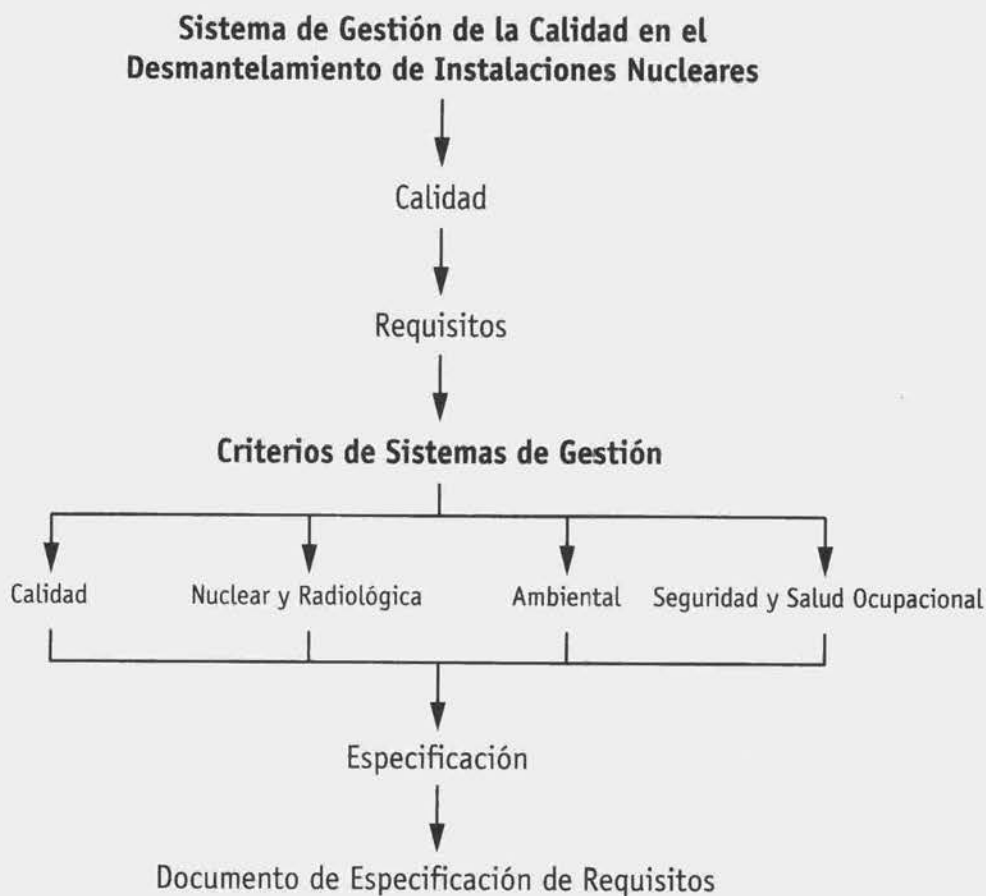 Sistema de Gestión de la Calidad en el
Desmantelamiento de Instalaciones Nucleares
Calidad
Requisitos
Criterios de Sistemas de Gestión
Calidad
Nuclear y Radiológica
Ambiental
Seguridad y Salud Ocupacional
Especificación
Documento de Especificación de Requisitos